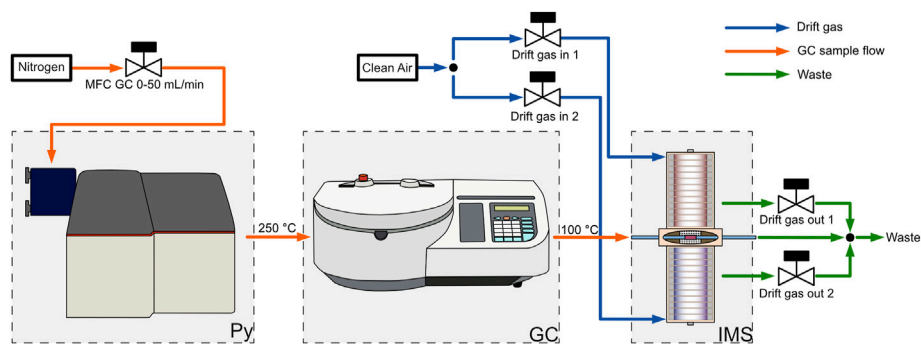 Nitrogen
MFC GC 0-50 mL/min
Clean Air
Drift gas in 1
Drift gas in 2
Drift gas
GC sample flow
Waste
250 °C
100 °C
Drift gas out 1
Waste
Drift gas out 2
Py
GC
IMS